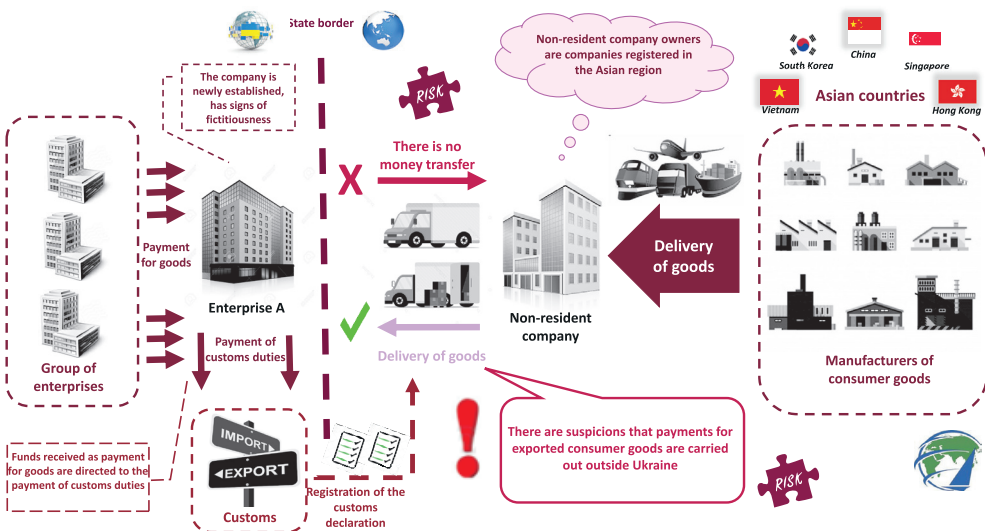 State border
The company is
newly established,
has signs of
fictitiousness
RISK
Non-resident company owners
are companies registered in
the Asian region
South Korea
China
Singapore
Vietnam
Asian countries
Hong Kong
There is no
money transfer
X
Payment
for goods
Enterprise A
Delivery
of goods
Non-resident
company
Payment of
customs duties
Delivery of goods
Group of
enterprises
Manufacturers of
consumer goods
Funds received as payment
for goods are directed to the
payment of customs duties
IMPORT
EXPORT
Customs
Registration of the
customs
declaration
There are suspicions that payments for
exported consumer goods are carried
out outside Ukraine
RISK